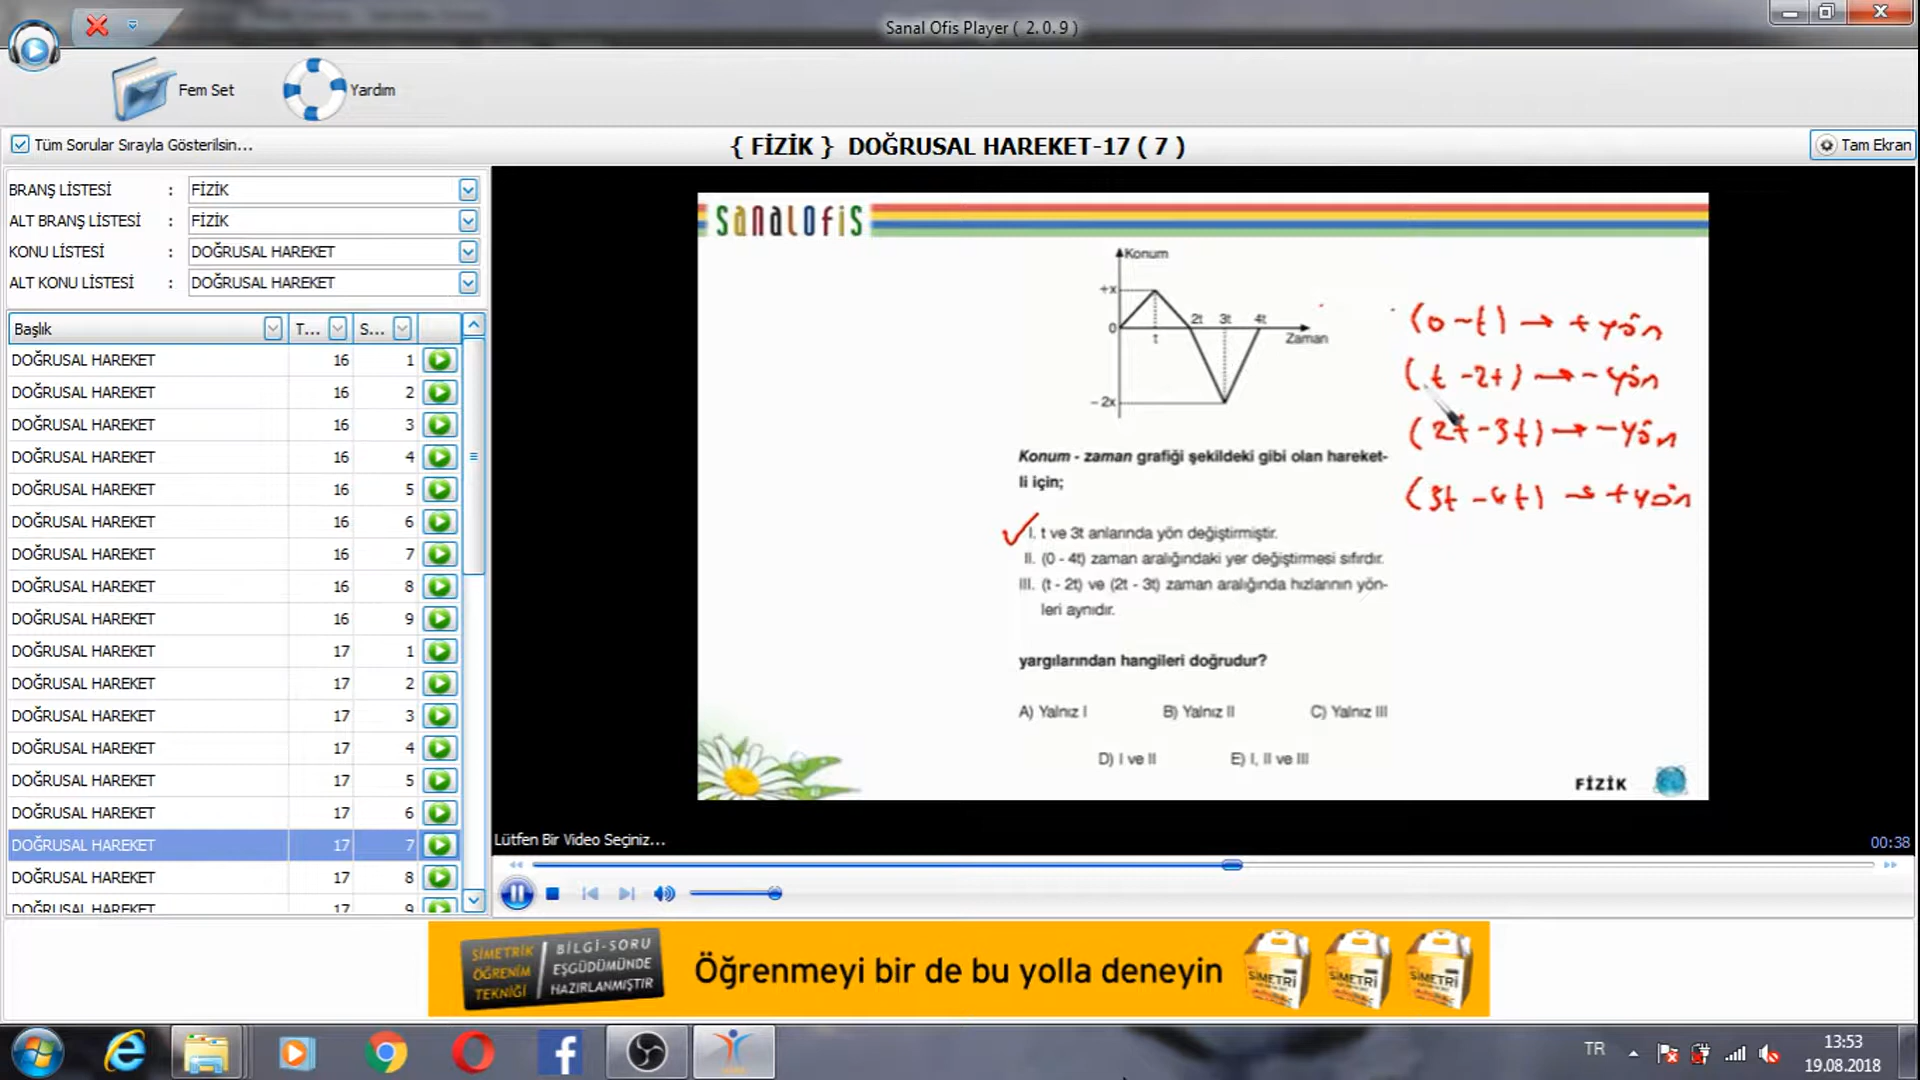 Sanal Ofis Player ( 2.0.9 )
Fem Set
Yardım
Tüm Sorular Sırayla Gösterilsin...
{ FİZİK } DOĞRUSAL HAREKET-17 ( 7 )
Tam Ekran
BRANŞ LİSTESİ : FİZİK
ALT BRANŞ LİSTESİ : FİZİK
KONU LİSTESİ : DOĞRUSAL HAREKET
ALT KONU LİSTESİ : DOĞRUSAL HAREKET
Başlık T... S...
DOĞRUSAL HAREKET 16 1
DOĞRUSAL HAREKET 16 2
DOĞRUSAL HAREKET 16 3
DOĞRUSAL HAREKET 16 4
DOĞRUSAL HAREKET 16 5
DOĞRUSAL HAREKET 16 6
DOĞRUSAL HAREKET 16 7
DOĞRUSAL HAREKET 16 8
DOĞRUSAL HAREKET 16 9
DOĞRUSAL HAREKET 17 1
DOĞRUSAL HAREKET 17 2
DOĞRUSAL HAREKET 17 3
DOĞRUSAL HAREKET 17 4
DOĞRUSAL HAREKET 17 5
DOĞRUSAL HAREKET 17 6
DOĞRUSAL HAREKET 17 7
DOĞRUSAL HAREKET 17 8
DOĞRUSAL HAREKET 17 9
sanalofis
Konum
+x
0
t
2t 3t 4t
Zaman
-2x
(0-t) → + yön
(t-2t) → - yön
(2t-3t) → - yön
(3t-4t) → + yön
Konum - zaman grafiği şekildeki gibi olan hareket-
li için;
I. t ve 3t anlarında yön değiştirmiştir.
II. (0 - 4t) zaman aralığındaki yer değiştirmesi sıfırdır.
III. (t - 2t) ve (2t - 3t) zaman aralığında hızlarının yön-
leri aynıdır.
yargılarından hangileri doğrudur?
A) Yalnız I B) Yalnız II C) Yalnız III
D) I ve II E) I, II ve III
FİZİK
Lütfen Bir Video Seçiniz...
00:38
SİMETRİK
ÖĞRENİM
TEKNİĞİ
BİLGİ-SORU
EŞGÜDÜMÜNDE
HAZIRLANMIŞTIR
Öğrenmeyi bir de bu yolla deneyin
SİMETRİ
SİMETRİ
SİMETRİ
TR
13:53
19.08.2018